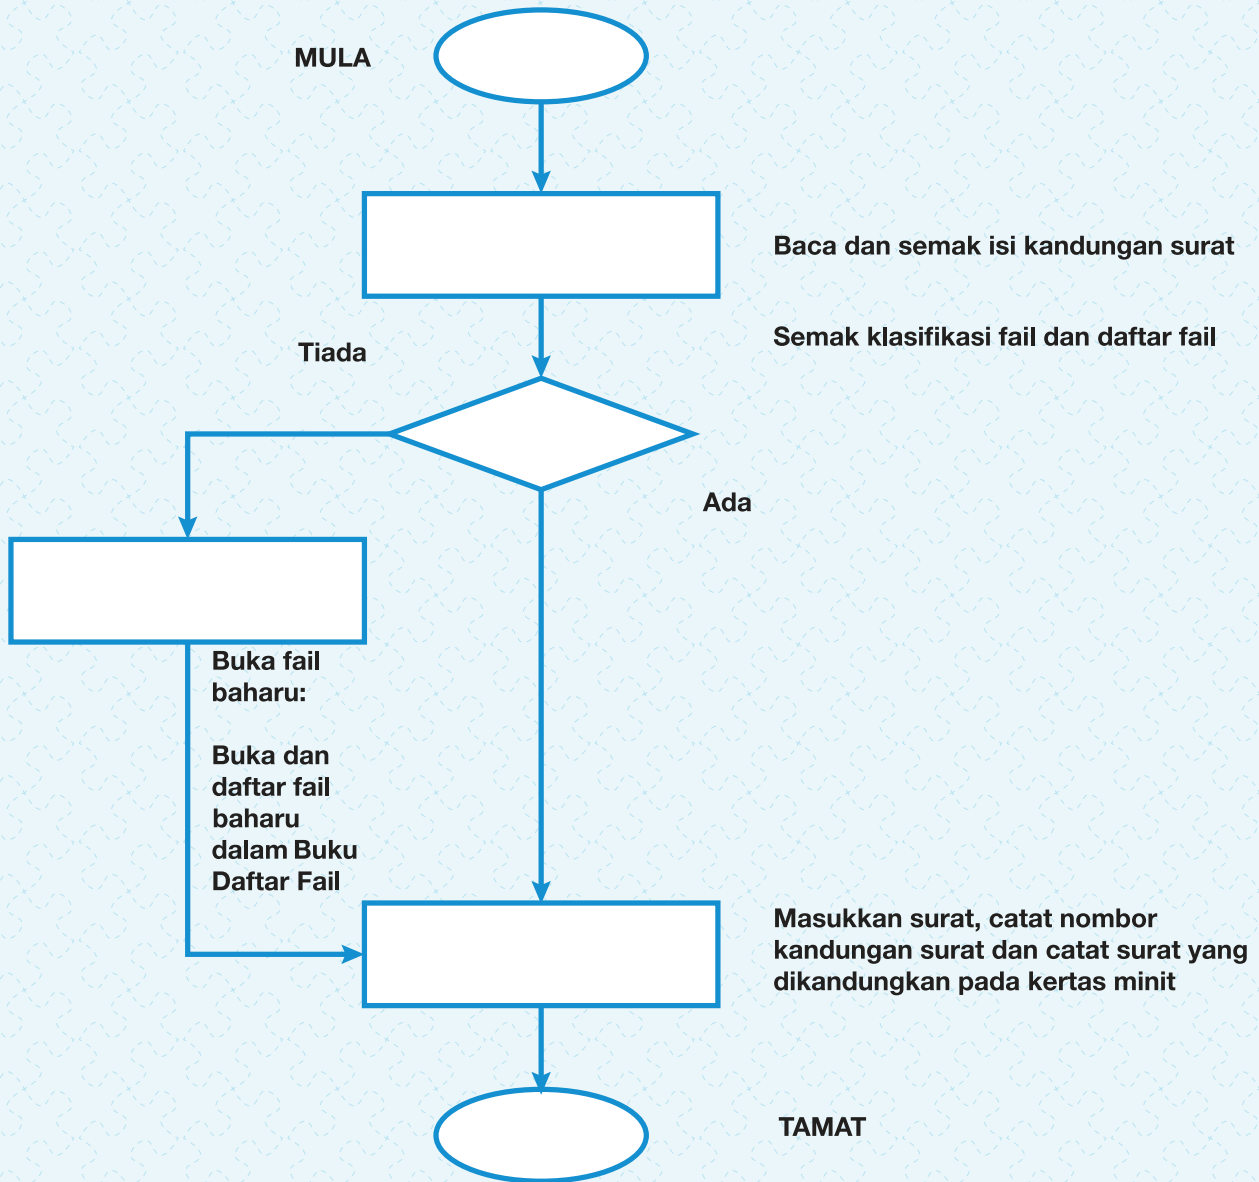 MULA
Baca dan semak isi kandungan surat
Semak klasifikasi fail dan daftar fail
Tiada
Ada
Buka fail
baharu:
Buka dan
daftar fail
baharu
dalam Buku
Daftar Fail
Masukkan surat, catat nombor
kandungan surat dan catat surat yang
dikandungkan pada kertas minit
TAMAT